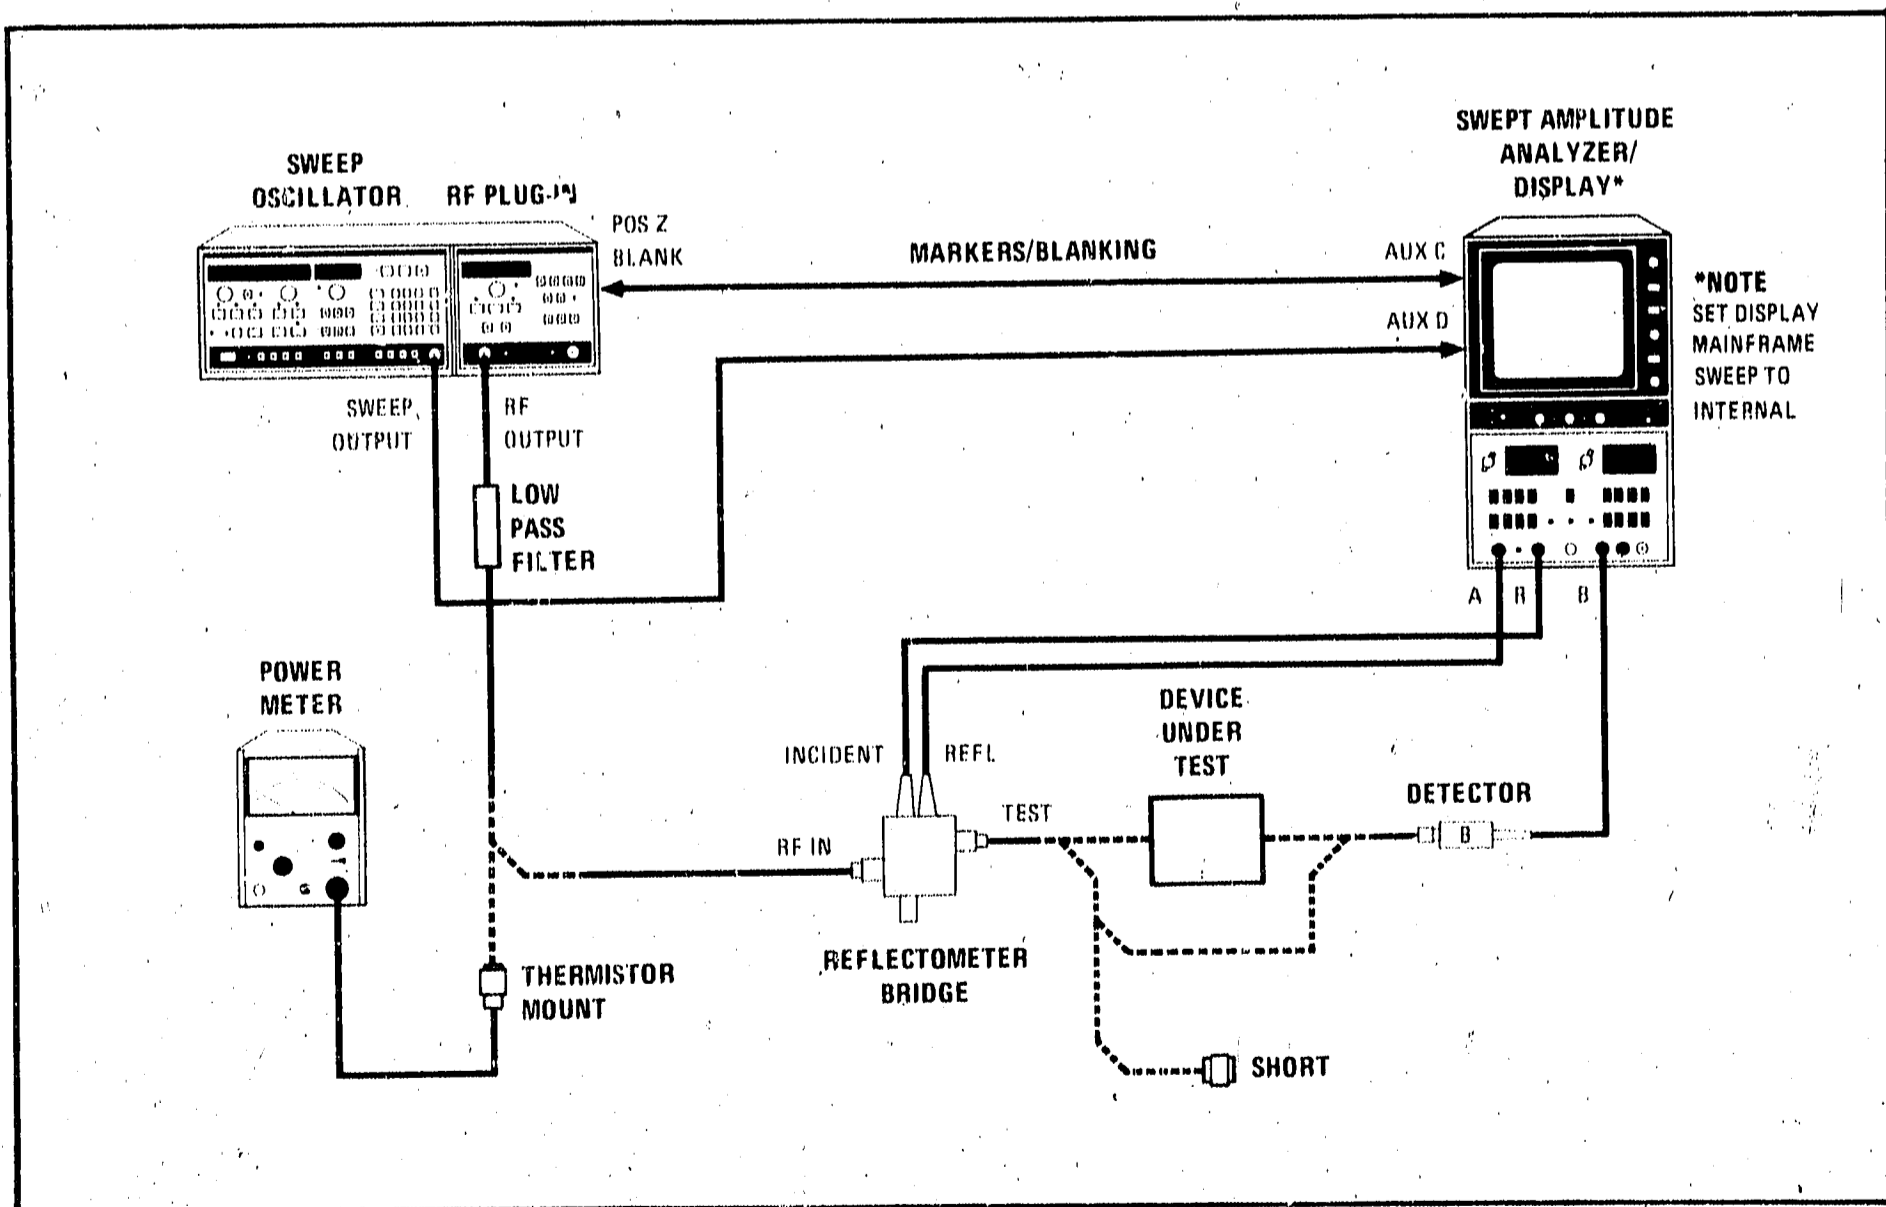 SWEPT AMPLITUDE
ANALYZER/
DISPLAY*
SWEEP
OSCILLATOR
RF PLUG-IN
POS Z
BLANK
MARKERS/BLANKING
AUX C
AUX D
*NOTE
SET DISPLAY
MAINFRAME
SWEEP TO
INTERNAL
SWEEP
OUTPUT
RF
OUTPUT
LOW
PASS
FILTER
A R B
POWER
METER
DEVICE
UNDER
TEST
INCIDENT
REFL
TEST
DETECTOR
B
RF IN
REFLECTOMETER
BRIDGE
THERMISTOR
MOUNT
SHORT